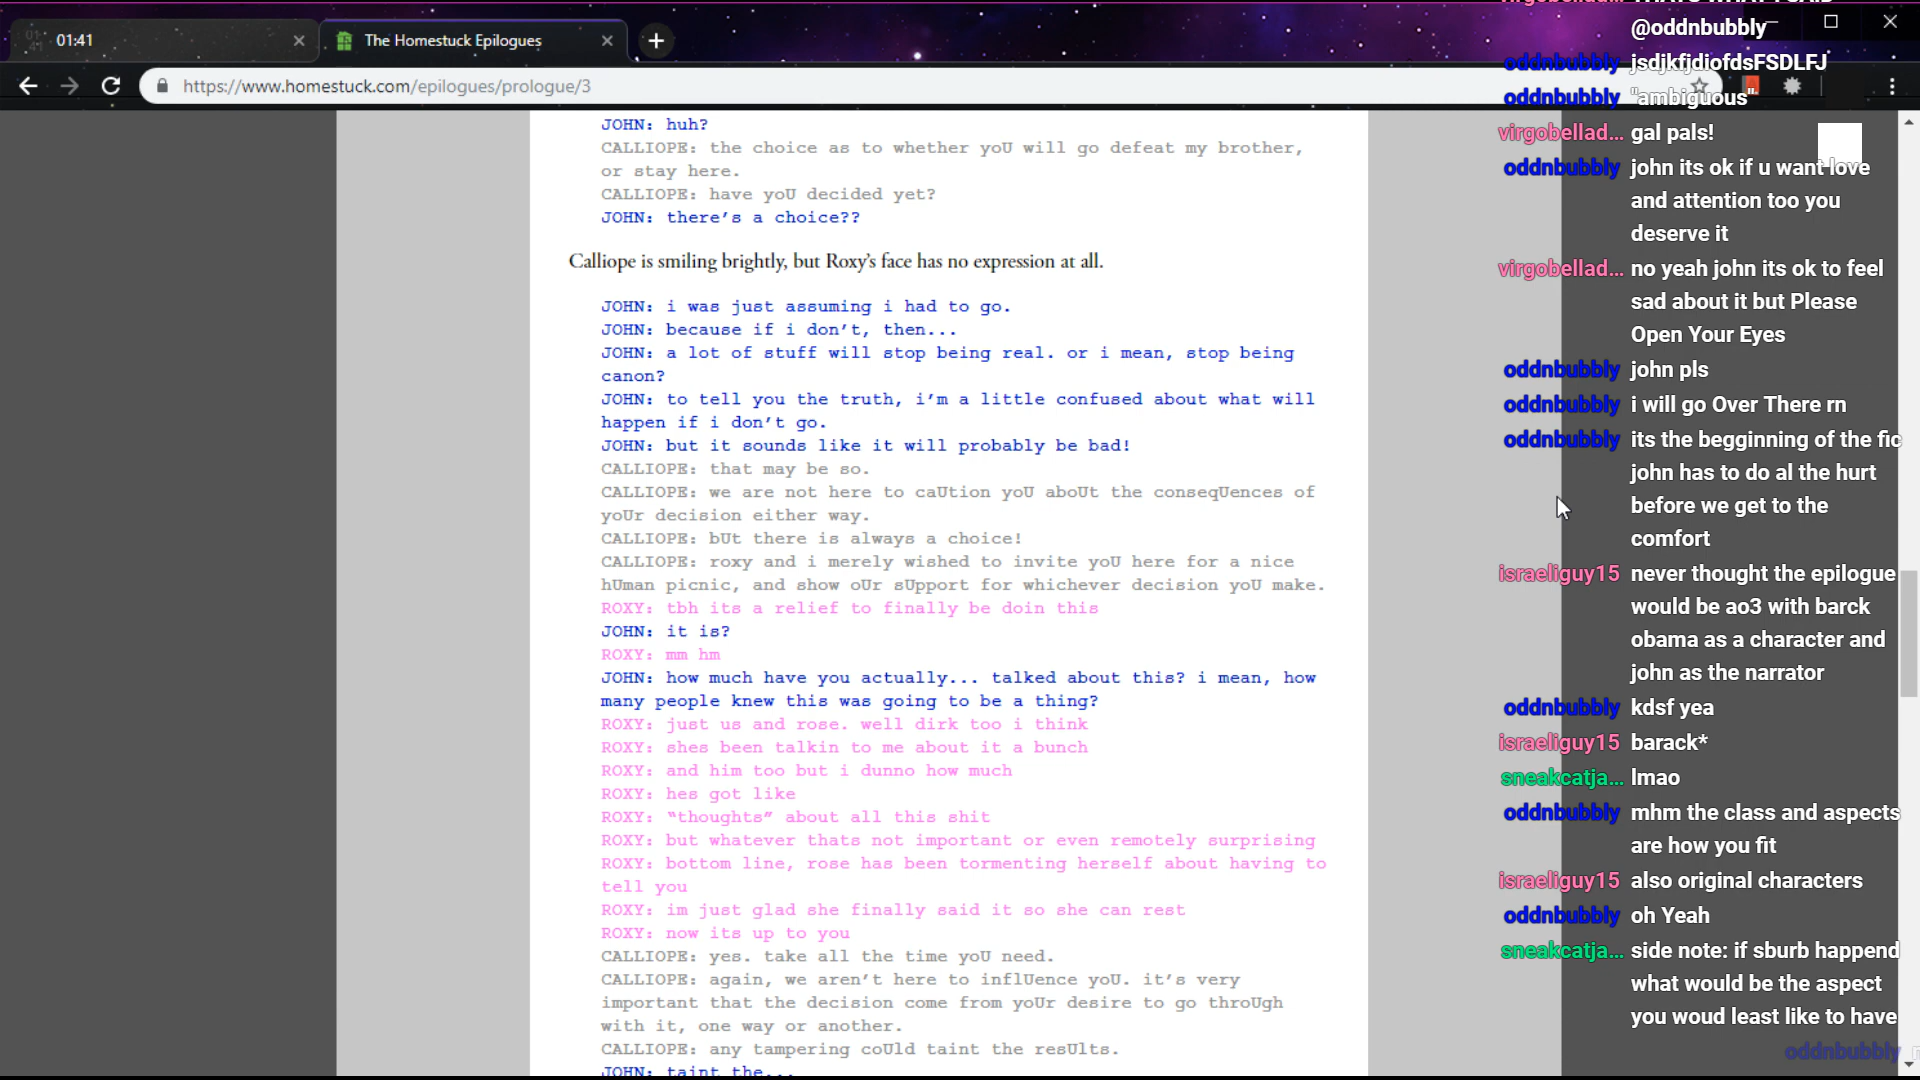 01:41
The Homestuck Epilogues
https://www.homestuck.com/epilogues/prologue/3
JOHN: huh?
CALLIOPE: the choice as to whether yoU will go defeat my brother,
or stay here.
CALLIOPE: have yoU decided yet?
JOHN: there's a choice??
Calliope is smiling brightly, but Roxy's face has no expression at all.
JOHN: i was just assuming i had to go.
JOHN: because if i don't, then...
JOHN: a lot of stuff will stop being real. or i mean, stop being
canon?
JOHN: to tell you the truth, i'm a little confused about what will
happen if i don't go.
JOHN: but it sounds like it will probably be bad!
CALLIOPE: that may be so.
CALLIOPE: we are not here to caUtion yoU aboUt the conseqUences of
yoUr decision either way.
CALLIOPE: bUt there is always a choice!
CALLIOPE: roxy and i merely wished to invite yoU here for a nice
hUman picnic, and show oUr sUpport for whichever decision yoU make.
ROXY: tbh its a relief to finally be doin this
JOHN: it is?
ROXY: mm hm
JOHN: how much have you actually... talked about this? i mean, how
many people knew this was going to be a thing?
ROXY: just us and rose. well dirk too i think
ROXY: shes been talkin to me about it a bunch
ROXY: and him too but i dunno how much
ROXY: hes got like
ROXY: “thoughts” about all this shit
ROXY: but whatever thats not important or even remotely surprising
ROXY: bottom line, rose has been tormenting herself about having to
tell you
ROXY: im just glad she finally said it so she can rest
ROXY: now its up to you
CALLIOPE: yes. take all the time yoU need.
CALLIOPE: again, we aren't here to inflUence yoU. it's very
important that the decision come from yoUr desire to go throUgh
with it, one way or another.
CALLIOPE: any tampering coUld taint the resUlts.
JOHN: taint the...
@oddnbubbly
oddnbubbly jsdjkfjdiofdsFSDLFJ
oddnbubbly "ambiguous
virgobellad... gal pals!
oddnbubbly john its ok if u want love
and attention too you
deserve it
virgobellad... no yeah john its ok to feel
sad about it but Please
Open Your Eyes
oddnbubbly john pls
oddnbubbly i will go Over There rn
oddnbubbly its the begginning of the fic
john has to do al the hurt
before we get to the
comfort
israeliguy15 never thought the epilogue
would be ao3 with barck
obama as a character and
john as the narrator
oddnbubbly kdsf yea
israeliguy15 barack*
sneakcatja... lmao
oddnbubbly mhm the class and aspects
are how you fit
israeliguy15 also original characters
oddnbubbly oh Yeah
sneakcatja... side note: if sburb happend
what would be the aspect
you woud least like to have
oddnbubbly